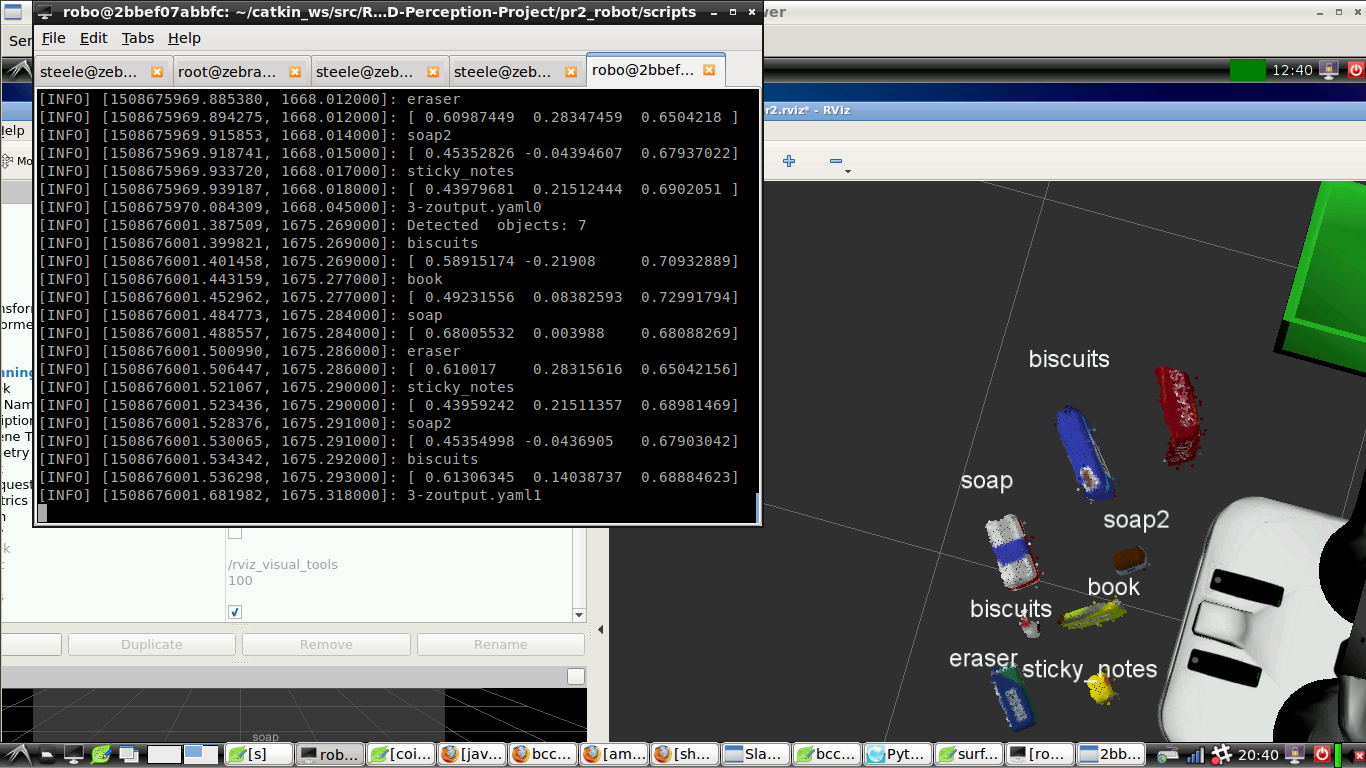 robo@2bbef07abbfc: ~/catkin_ws/src/R...D-Perception-Project/pr2_robot/scripts
File Edit Tabs Help
steele@zeb... root@zebra... steele@zeb... steele@zeb... robo@2bbef...
[INFO] [1508675969.885380, 1668.012000]: eraser
[INFO] [1508675969.894275, 1668.012000]: [ 0.60987449  0.28347459  0.6504218 ]
[INFO] [1508675969.915853, 1668.014000]: soap2
[INFO] [1508675969.918741, 1668.015000]: [ 0.45352826 -0.04394607  0.67937022]
[INFO] [1508675969.933720, 1668.017000]: sticky_notes
[INFO] [1508675969.939187, 1668.018000]: [ 0.43979681  0.21512444  0.6902051 ]
[INFO] [1508675970.084309, 1668.045000]: 3-zoutput.yaml0
[INFO] [1508676001.387509, 1675.269000]: Detected  objects: 7
[INFO] [1508676001.399821, 1675.269000]: biscuits
[INFO] [1508676001.401458, 1675.269000]: [ 0.58915174 -0.21908     0.70932889]
[INFO] [1508676001.443159, 1675.277000]: book
[INFO] [1508676001.452962, 1675.277000]: [ 0.49231556  0.08382593  0.72991794]
[INFO] [1508676001.484773, 1675.284000]: soap
[INFO] [1508676001.488557, 1675.284000]: [ 0.68005532  0.003988    0.68088269]
[INFO] [1508676001.500990, 1675.286000]: eraser
[INFO] [1508676001.506447, 1675.286000]: [ 0.610017    0.28315616  0.65042156]
[INFO] [1508676001.521067, 1675.290000]: sticky_notes
[INFO] [1508676001.523436, 1675.290000]: [ 0.43959242  0.21511357  0.68981469]
[INFO] [1508676001.528376, 1675.291000]: soap2
[INFO] [1508676001.530065, 1675.291000]: [ 0.45354998 -0.0436905   0.67903042]
[INFO] [1508676001.534342, 1675.292000]: biscuits
[INFO] [1508676001.536298, 1675.293000]: [ 0.61306345  0.14038737  0.68884623]
[INFO] [1508676001.681982, 1675.318000]: 3-zoutput.yaml1
wer
Ser
12:40
r2.rviz* - RViz
Help
Mo
nsform
orme
aning
k
Nam
iption
ene T
etry
quest
trics
n
k
/rviz_visual_tools
100
Duplicate Remove Rename
soap
biscuits
soap
soap2
book
biscuits
eraser
sticky_notes
[s] rob... [coi... [jav... bcc... [am... [sh... Sla... bcc... Pyt... surf... [ro... 2bb... 20:40